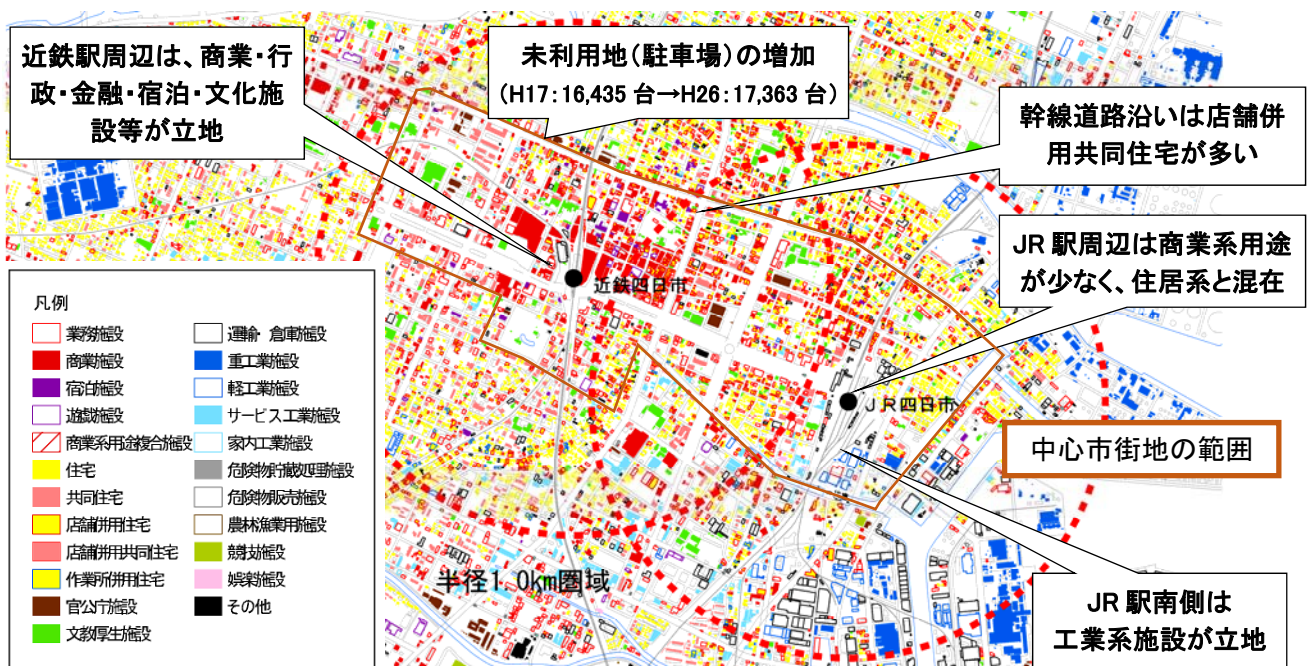 近鉄駅周辺は、商業・行
政・金融・宿泊・文化施
設等が立地
未利用地(駐車場)の増加
(H17:16,435 台→H26:17,363 台)
幹線道路沿いは店舗併
用共同住宅が多い
JR 駅周辺は商業系用途
が少なく、住居系と混在
近鉄四日市
JR四日市
中心市街地の範囲
半径1.0km圏域
JR 駅南側は
工業系施設が立地
凡例
業務施設
商業施設
宿泊施設
遊戯施設
商業系用途複合施設
住宅
共同住宅
店舗併用住宅
店舗併用共同住宅
作業所併用住宅
官公庁施設
文教厚生施設
運輸・倉庫施設
重工業施設
軽工業施設
サービス工業施設
家内工業施設
危険物貯蔵処理施設
危険物販売施設
農林漁業用施設
競技施設
娯楽施設
その他